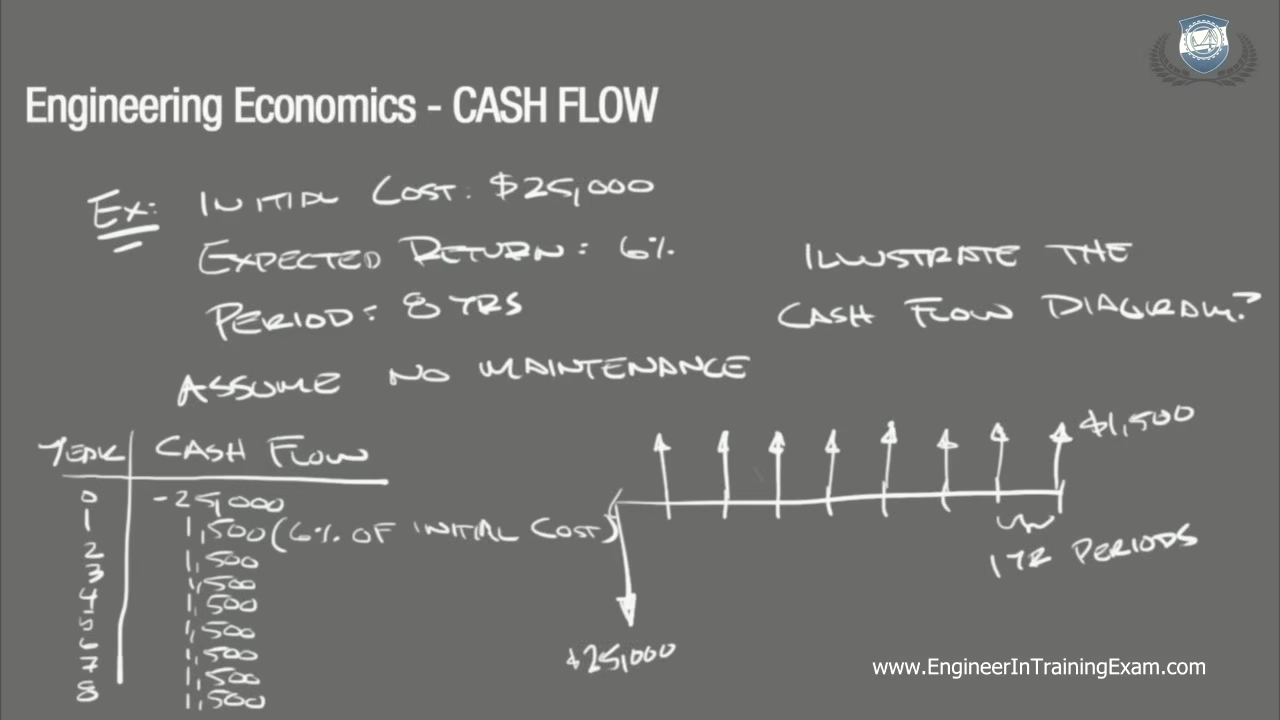 Engineering Economics - CASH FLOW
Ex: INITIAL COST: $25,000
EXPECTED RETURN: 6%
PERIOD: 8 YRS
ASSUME NO MAINTENANCE
ILLUSTRATE THE
CASH FLOW DIAGRAM?
YEAR CASH FLOW
0 -25,000
1 1,500 (6% OF INITIAL COST)
2 1,500
3 1,500
4 1,500
5 1,500
6 1,500
7 1,500
8 1,500
$1,500
1 YR PERIODS
$25,000
www.EngineerInTrainingExam.com